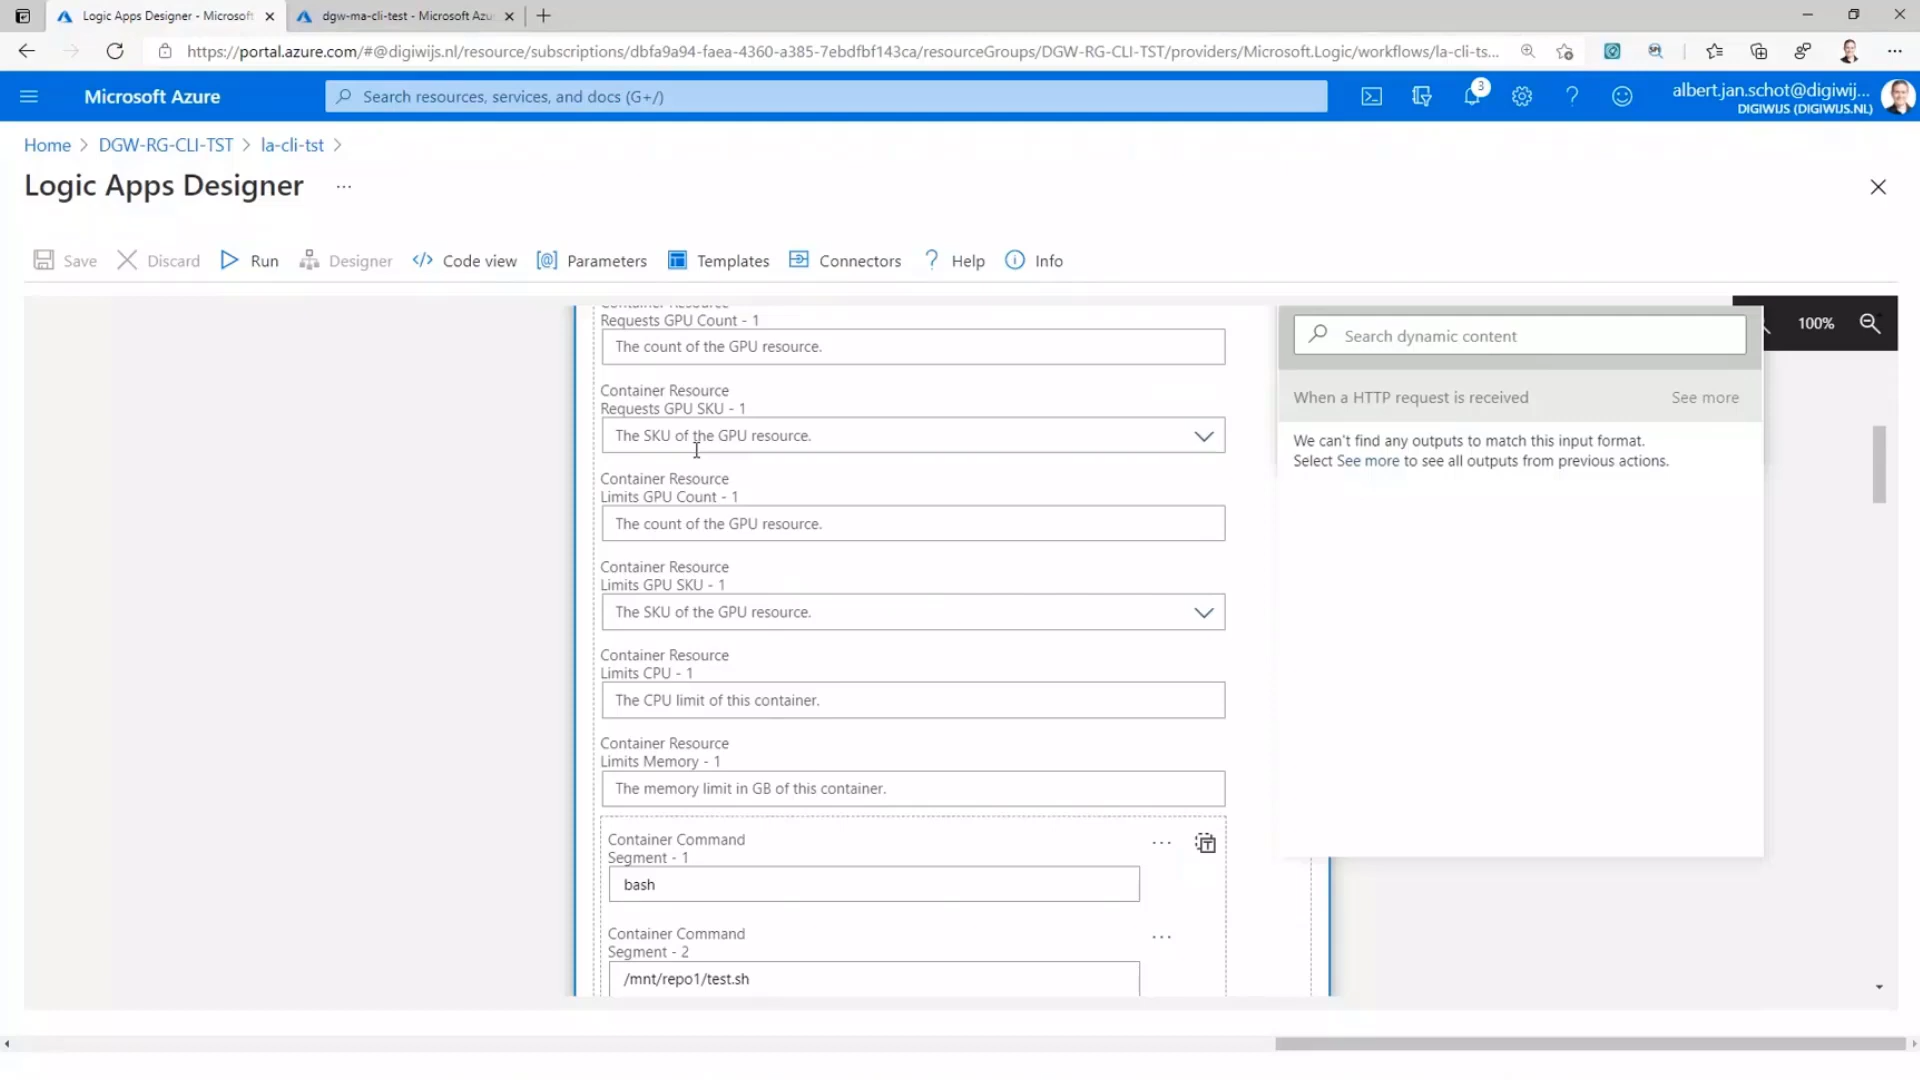 Logic Apps Designer - Microsoft
dgw-ma-cli-test - Microsoft Azu
https://portal.azure.com/#@digiwijs.nl/resource/subscriptions/dbfa9a94-faea-4360-a385-7ebdfbf143ca/resourceGroups/DGW-RG-CLI-TST/providers/Microsoft.Logic/workflows/la-cli-ts...
Microsoft Azure
Search resources, services, and docs (G+/)
3
albert.jan.schot@digiwij...
DIGIWIJS (DIGIWIJS.NL)
Home > DGW-RG-CLI-TST > la-cli-tst >
Logic Apps Designer ...
Save Discard Run Designer Code view Parameters Templates Connectors Help Info
Container Resource
Requests GPU Count - 1
The count of the GPU resource.
Container Resource
Requests GPU SKU - 1
The SKU of the GPU resource.
Container Resource
Limits GPU Count - 1
The count of the GPU resource.
Container Resource
Limits GPU SKU - 1
The SKU of the GPU resource.
Container Resource
Limits CPU - 1
The CPU limit of this container.
Container Resource
Limits Memory - 1
The memory limit in GB of this container.
Container Command
Segment - 1
bash
Container Command
Segment - 2
/mnt/repo1/test.sh
Search dynamic content
When a HTTP request is received See more
We can't find any outputs to match this input format.
Select See more to see all outputs from previous actions.
100%